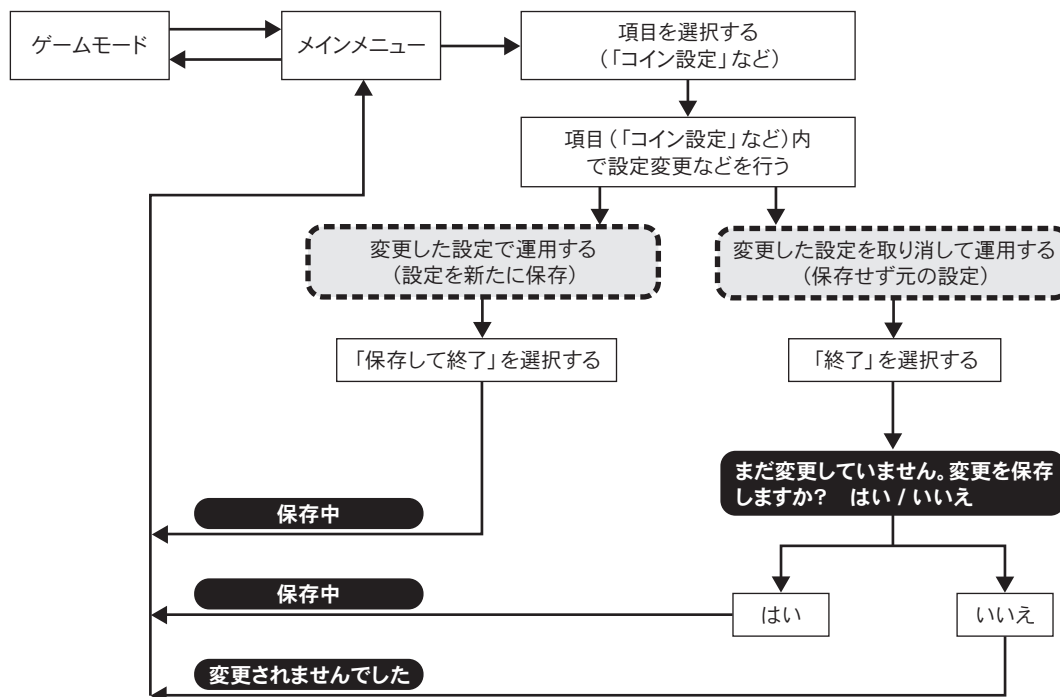 ゲームモード
メインメニュー
項目を選択する
(「コイン設定」など)
項目(「コイン設定」など)内
で設定変更などを行う
変更した設定で運用する
(設定を新たに保存)
変更した設定を取り消して運用する
(保存せず元の設定)
「保存して終了」を選択する
「終了」を選択する
まだ変更していません。変更を保存
しますか? はい / いいえ
保存中
保存中
はい
いいえ
変更されませんでした